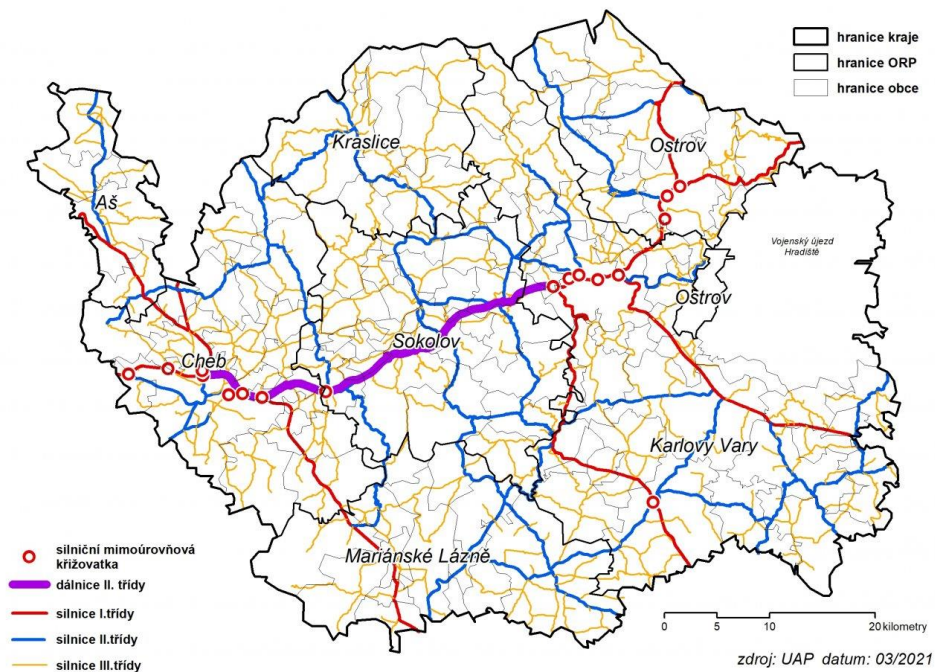 hranice kraje
hranice ORP
hranice obce
Kraslice
Ostrov
Aš
Vojenský újezd
Hradiště
Ostrov
Sokolov
Cheb
Karlovy Vary
Mariánské Lázně
silniční mimoúrovňová
křižovatka
dálnice II. třídy
silnice I.třídy
silnice II.třídy
silnice III.třídy
0 5 10 20 kilometry
zdroj: UAP datum: 03/2021